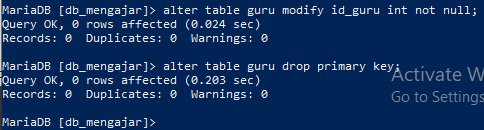 MariaDB [db_mengajar]> alter table guru modify id_guru int not null;
Query OK, 0 rows affected (0.024 sec)
Records: 0  Duplicates: 0  Warnings: 0
MariaDB [db_mengajar]> alter table guru drop primary key;
Query OK, 0 rows affected (0.203 sec)
Records: 0  Duplicates: 0  Warnings: 0
MariaDB [db_mengajar]>
Activate W
Go to Settings